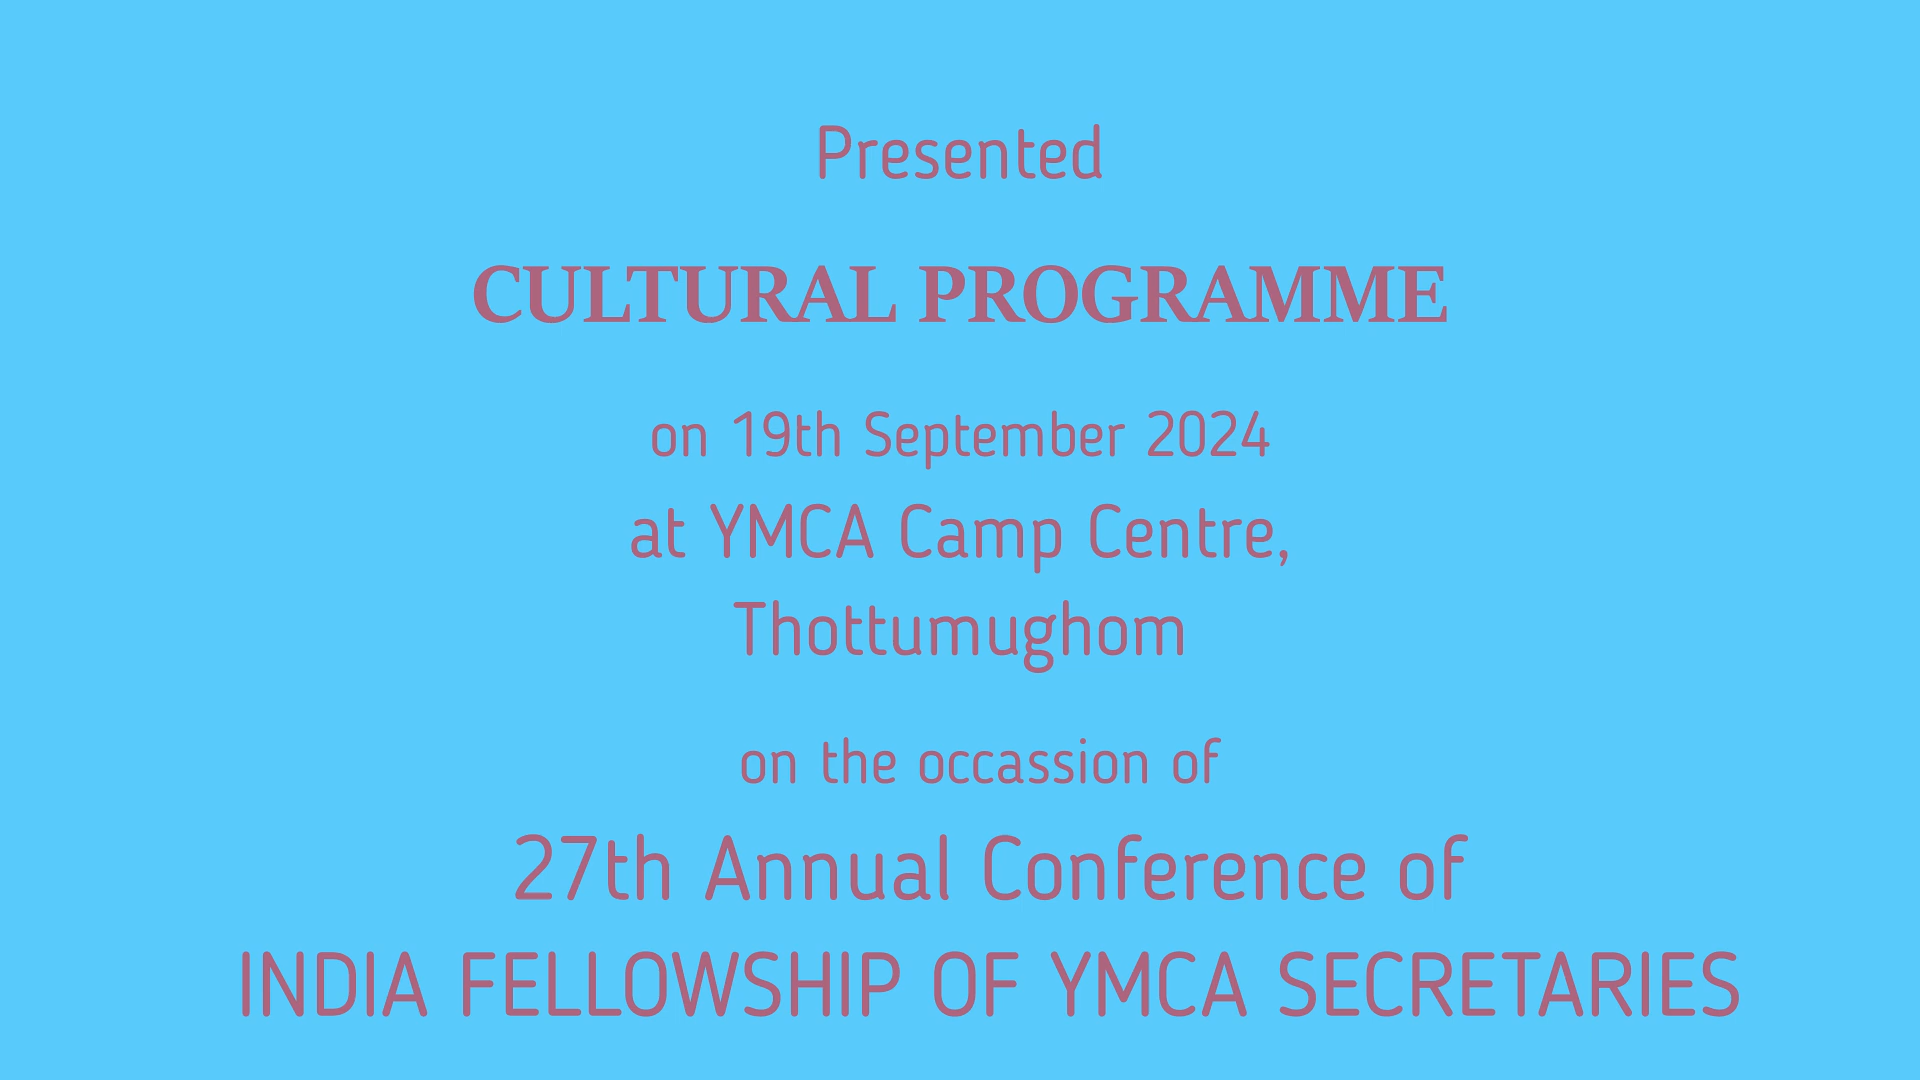 Presented
CULTURAL PROGRAMME
on 19th September 2024
at YMCA Camp Centre,
Thottumughom
on the occassion of
27th Annual Conference of
INDIA FELLOWSHIP OF YMCA SECRETARIES